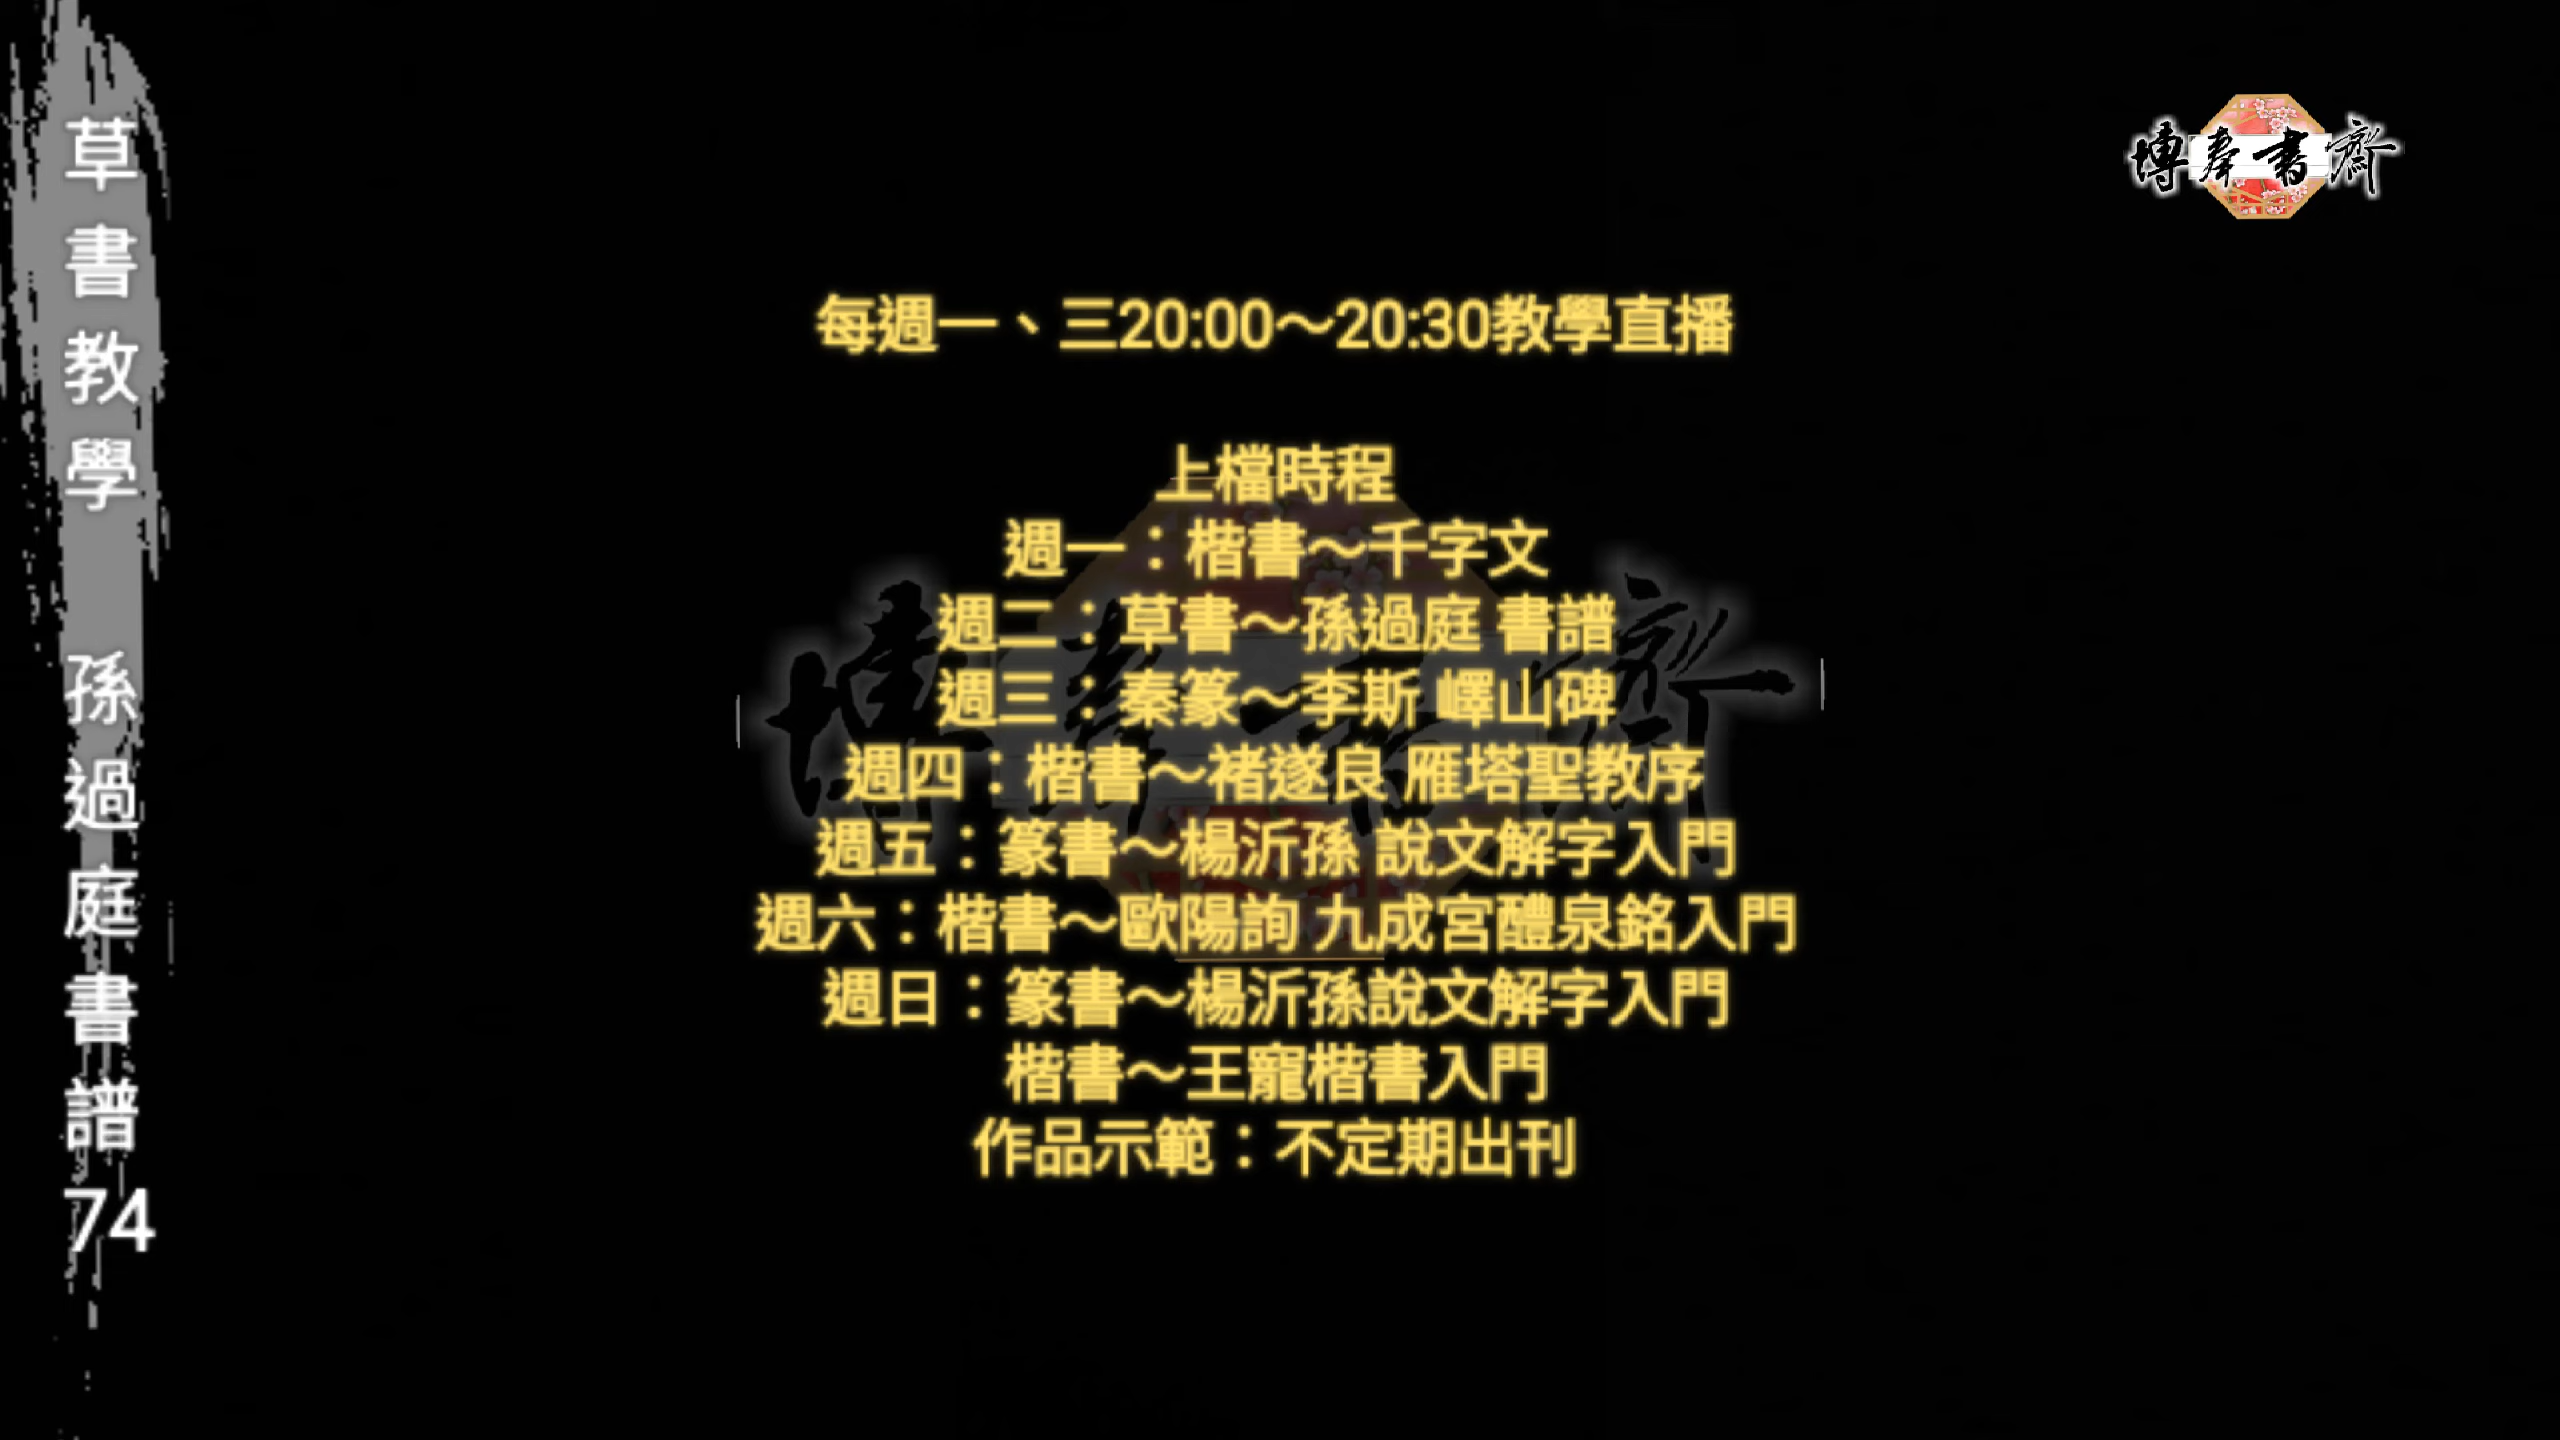 草書教學 孫過庭書譜74
博奉書齋
每週一、三20:00～20:30教學直播
上檔時程
週一：楷書～千字文
週二：草書～孫過庭 書譜
週三：秦篆～李斯 嶧山碑
週四：楷書～褚遂良 雁塔聖教序
週五：篆書～楊沂孫 說文解字入門
週六：楷書～歐陽詢 九成宮醴泉銘入門
週日：篆書～楊沂孫說文解字入門
楷書～王寵楷書入門
作品示範：不定期出刊